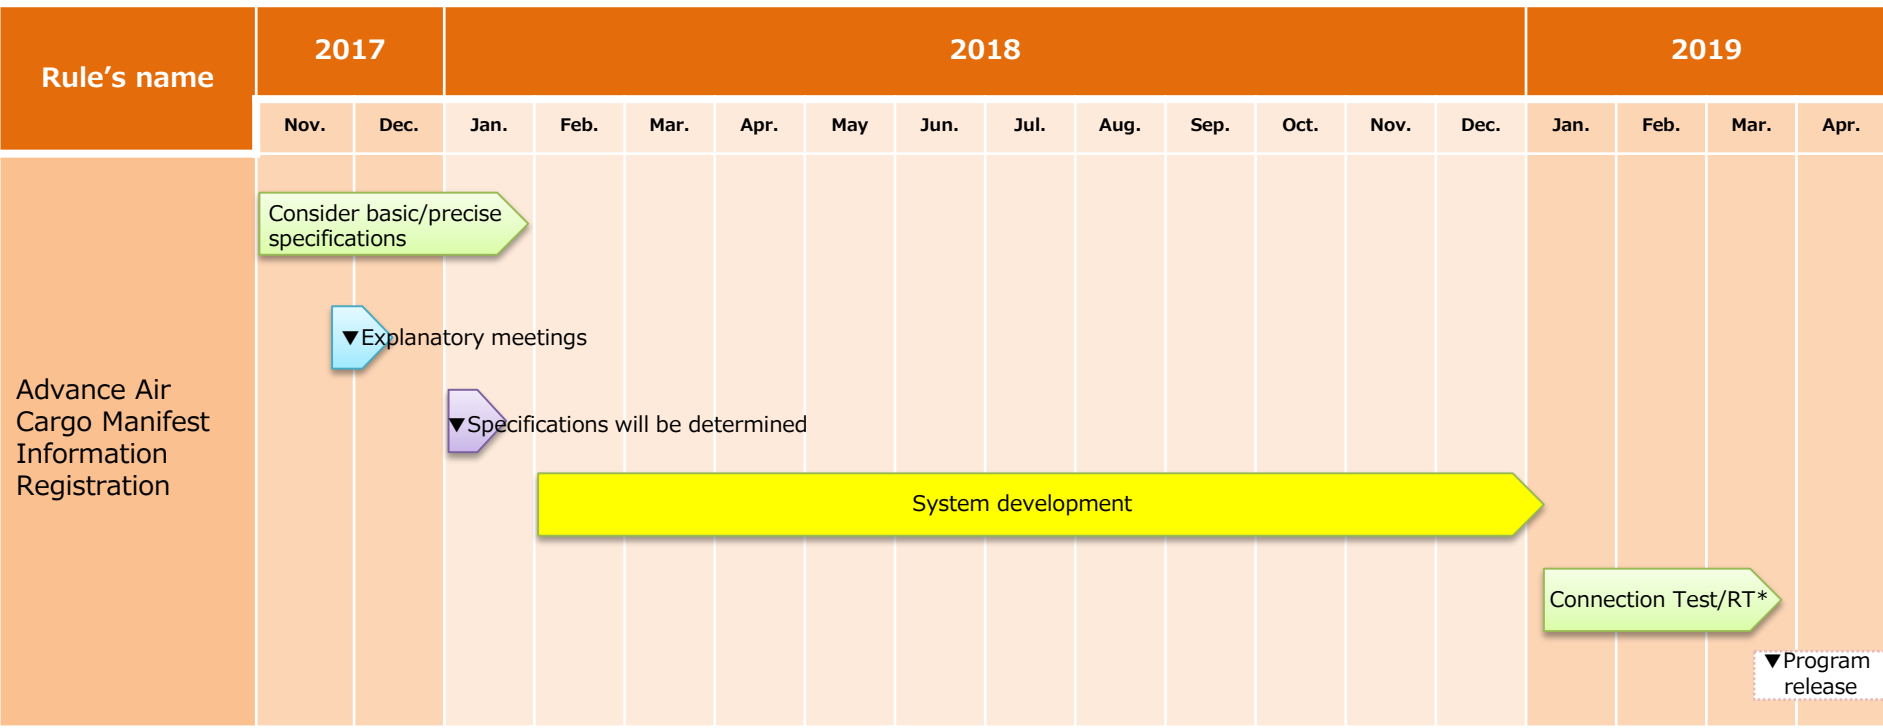 Rule’s name
2017
2018
2019
Nov.
Dec.
Jan.
Feb.
Mar.
Apr.
May
Jun.
Jul.
Aug.
Sep.
Oct.
Nov.
Dec.
Jan.
Feb.
Mar.
Apr.
Advance Air
Cargo Manifest
Information
Registration
Consider basic/precise
specifications
▼Explanatory meetings
▼Specifications will be determined
System development
Connection Test/RT*
▼Program
release